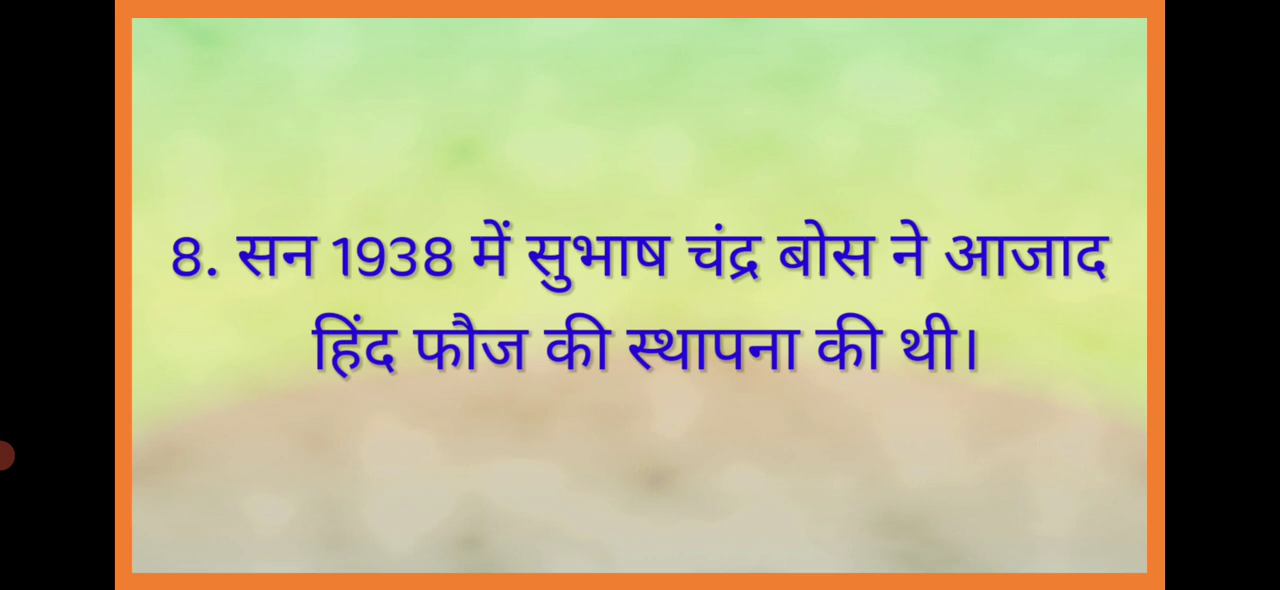 8. सन 1938 में सुभाष चंद्र बोस ने आजाद
हिंद फौज की स्थापना की थी।